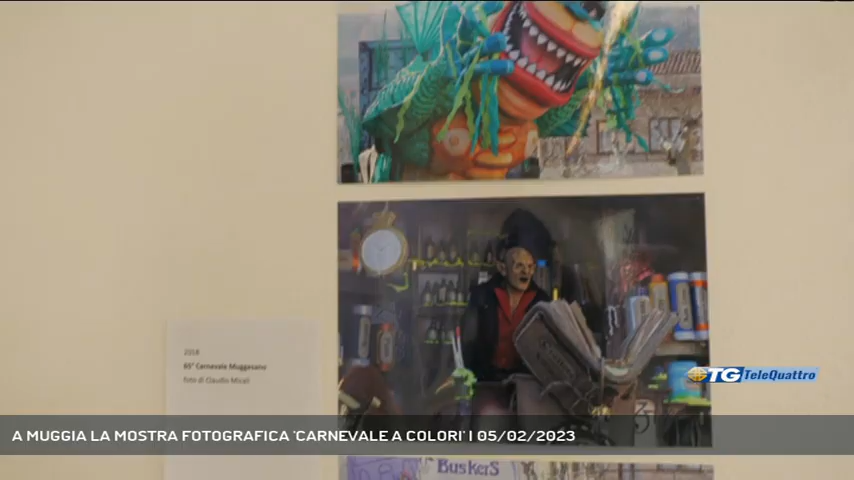 2018
65° Carnevale Muggesano
foto di Claudio Micali
TG TeleQuattro
A MUGGIA LA MOSTRA FOTOGRAFICA 'CARNEVALE A COLORI' | 05/02/2023
BUSKERS